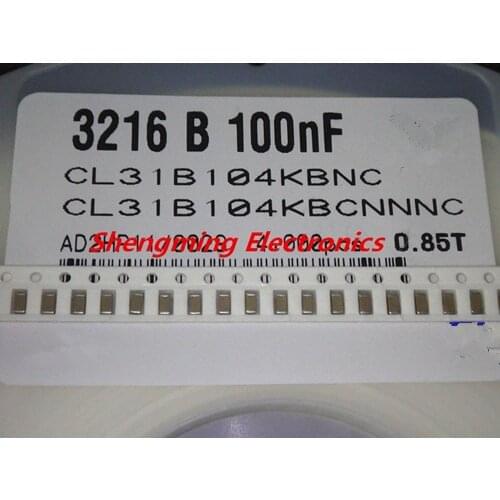 3216 B 100nF
CL31B104KBNC
CL31B104KBCNNNC
Shengming Electronics
0.85T